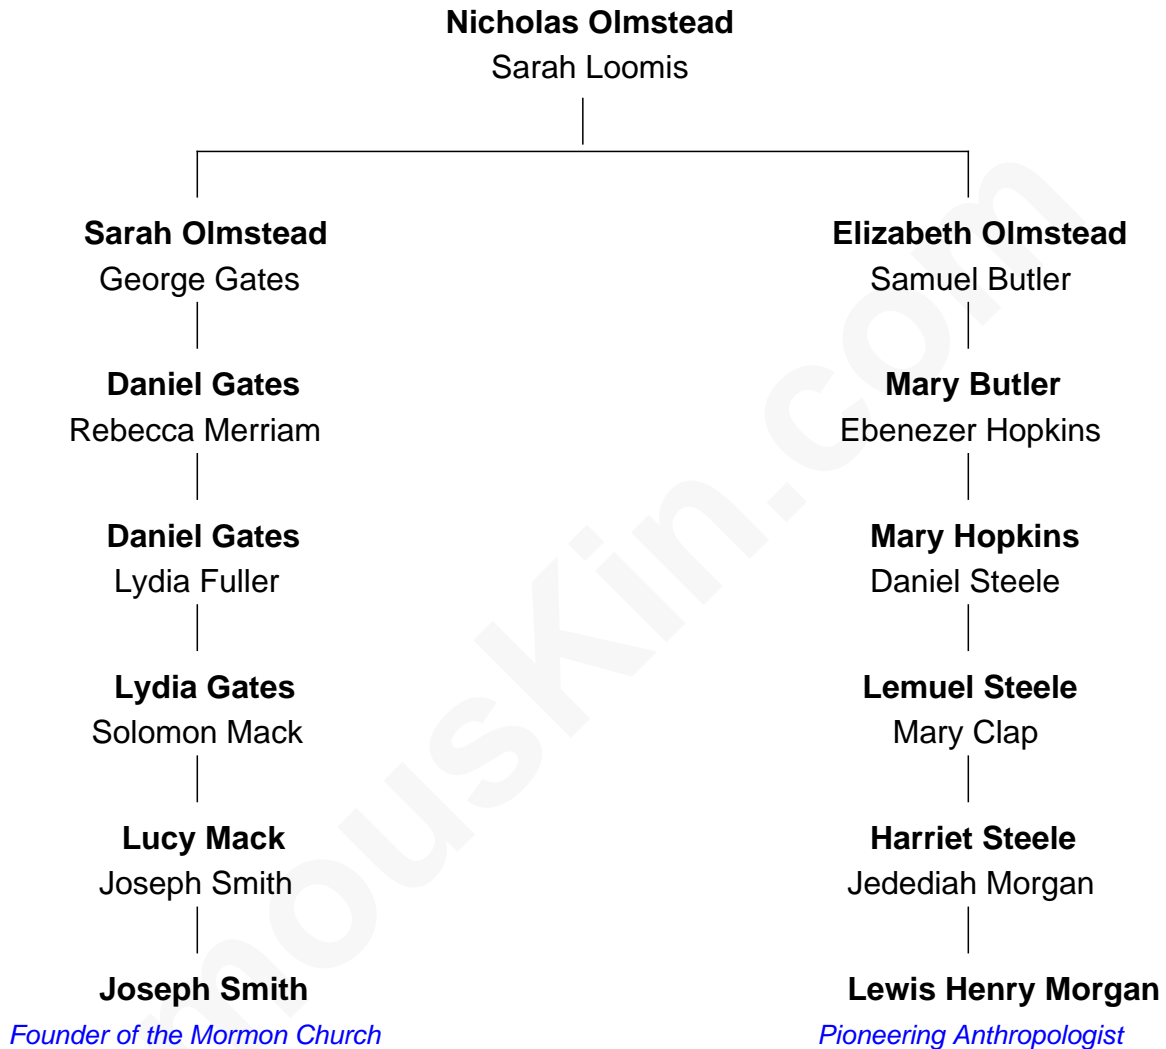 Nicholas Olmstead
Sarah Loomis
Sarah Olmstead
George Gates
Elizabeth Olmstead
Samuel Butler
Daniel Gates
Rebecca Merriam
Mary Butler
Ebenezer Hopkins
Daniel Gates
Lydia Fuller
Mary Hopkins
Daniel Steele
Lydia Gates
Solomon Mack
Lemuel Steele
Mary Clap
Lucy Mack
Joseph Smith
Harriet Steele
Jedediah Morgan
Joseph Smith
Founder of the Mormon Church
Lewis Henry Morgan
Pioneering Anthropologist
mouskin.com